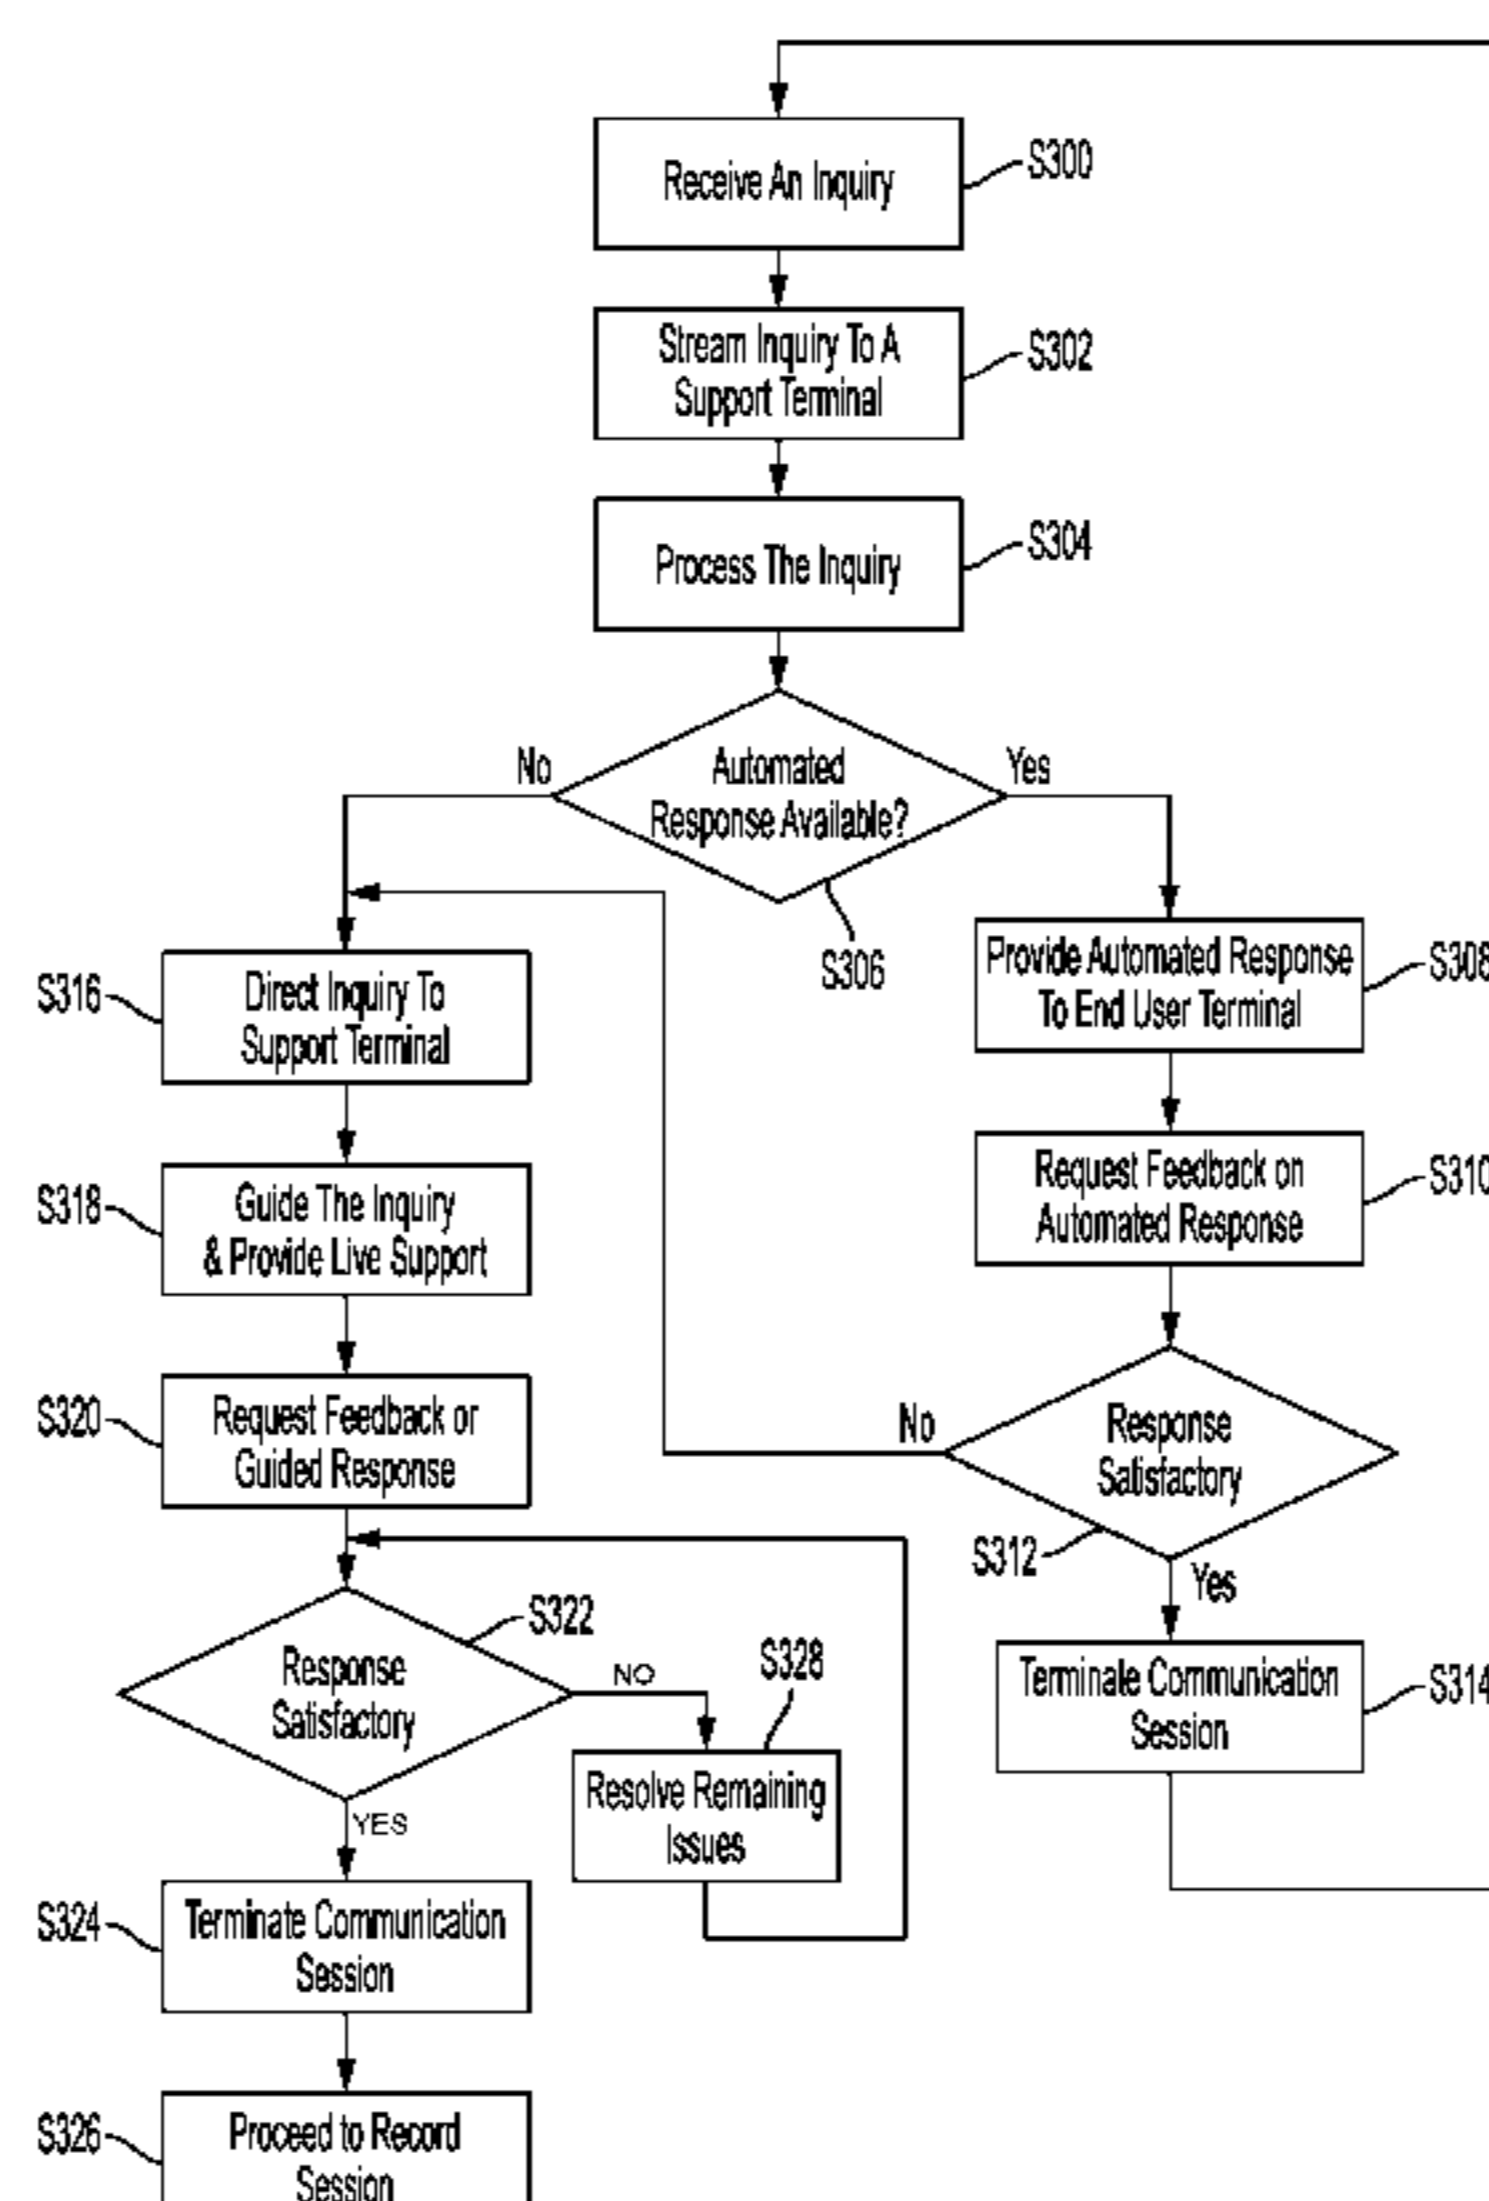 Receive An Inquiry
S300
Stream Inquiry To A
Support Terminal
S302
Process The Inquiry
S304
Automated
Response Available?
No
Yes
S306
Provide Automated Response
To End User Terminal
S308
Request Feedback on
Automated Response
S310
Response
Satisfactory
No
Yes
S312
Terminale Communication
Session
S314
S316
Direct Inquiry To
Support Terminal
S318
Guide The Inquiry
& Provide Live Support
S320
Request Feedback or
Guided Response
Response
Satisfactory
S322
NO
YES
S328
Resolve Remaining
Issues
S324
Terminate Communication
Session
S326
Proceed to Record
Session